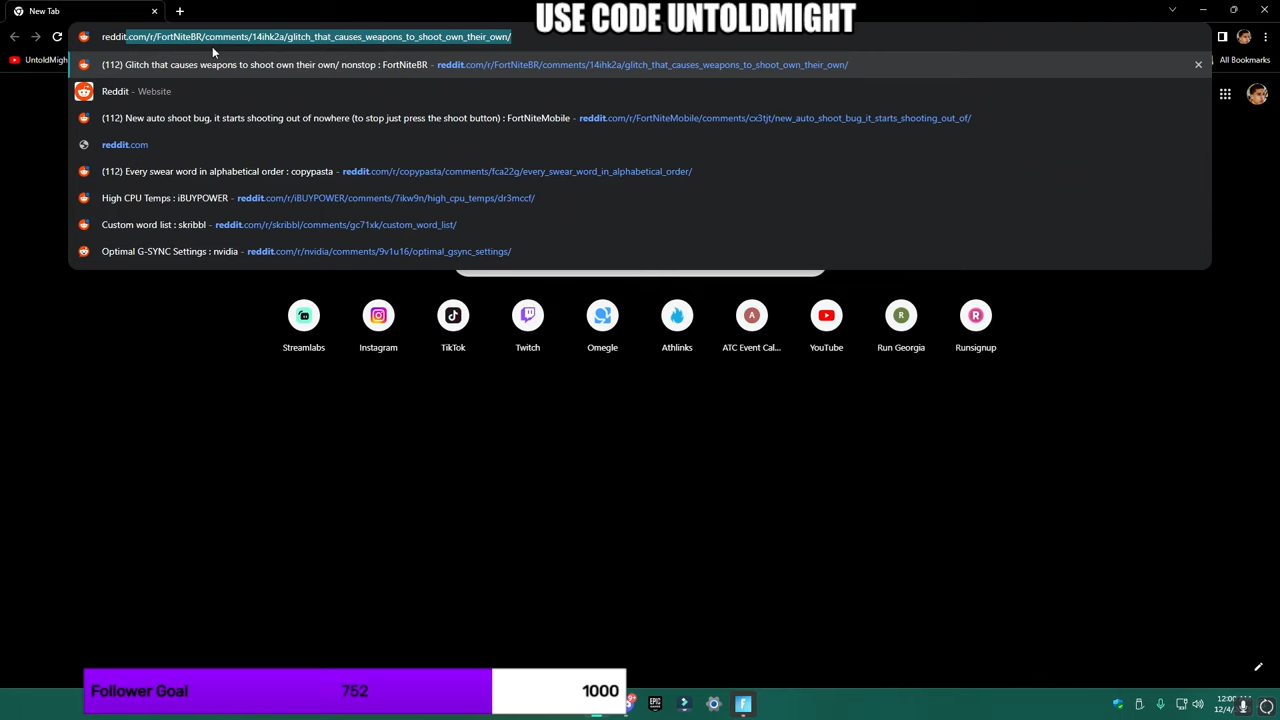 New Tab
USE CODE UNTOLDMIGHT
reddit.com/r/FortNiteBR/comments/14ihk2a/glitch_that_causes_weapons_to_shoot_own_their_own/
UntoldMigh
All Bookmarks
(112) Glitch that causes weapons to shoot own their own/ nonstop : FortNiteBR - reddit.com/r/FortNiteBR/comments/14ihk2a/glitch_that_causes_weapons_to_shoot_own_their_own/
Reddit - Website
(112) New auto shoot bug, it starts shooting out of nowhere (to stop just press the shoot button) : FortNiteMobile - reddit.com/r/FortNiteMobile/comments/cx3tjt/new_auto_shoot_bug_it_starts_shooting_out_of/
reddit.com
(112) Every swear word in alphabetical order : copypasta - reddit.com/r/copypasta/comments/fca22g/every_swear_word_in_alphabetical_order/
High CPU Temps : iBUYPOWER - reddit.com/r/iBUYPOWER/comments/7ikw9n/high_cpu_temps/dr3mccf/
Custom word list : skribbl - reddit.com/r/skribbl/comments/gc71xk/custom_word_list/
Optimal G-SYNC Settings : nvidia - reddit.com/r/nvidia/comments/9v1u16/optimal_gsync_settings/
Streamlabs
Instagram
TikTok
Twitch
Omegle
Athlinks
A
ATC Event Cal...
YouTube
R
Run Georgia
Runsignup
Follower Goal 752 1000
12/4/